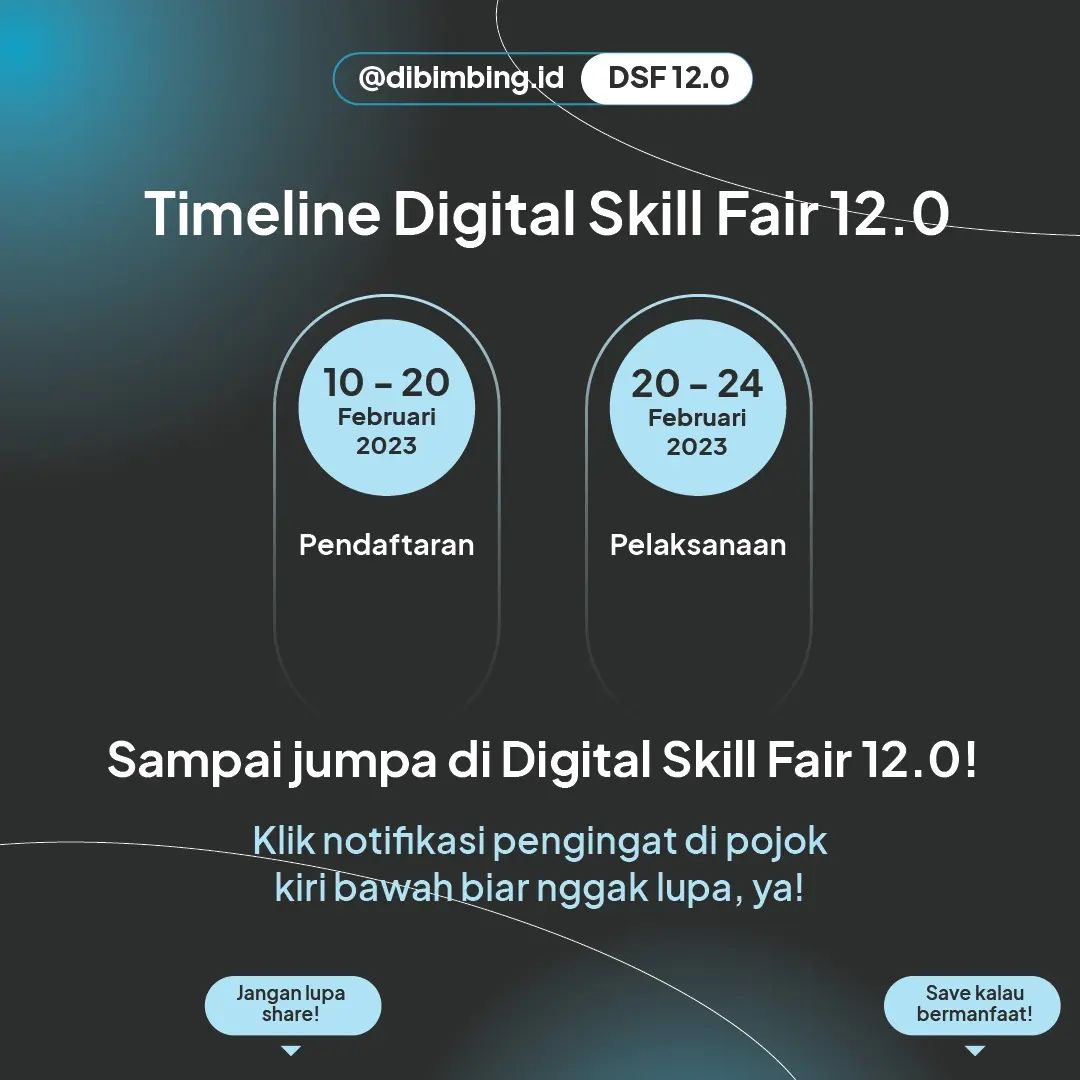 @dibimbing.id DSF 12.0
Timeline Digital Skill Fair 12.0
10 – 20
Februari
2023
Pendaftaran
20 – 24
Februari
2023
Pelaksanaan
Sampai jumpa di Digital Skill Fair 12.0!
Klik notifikasi pengingat di pojok
kiri bawah biar nggak lupa, ya!
Jangan lupa
share!
Save kalau
bermanfaat!